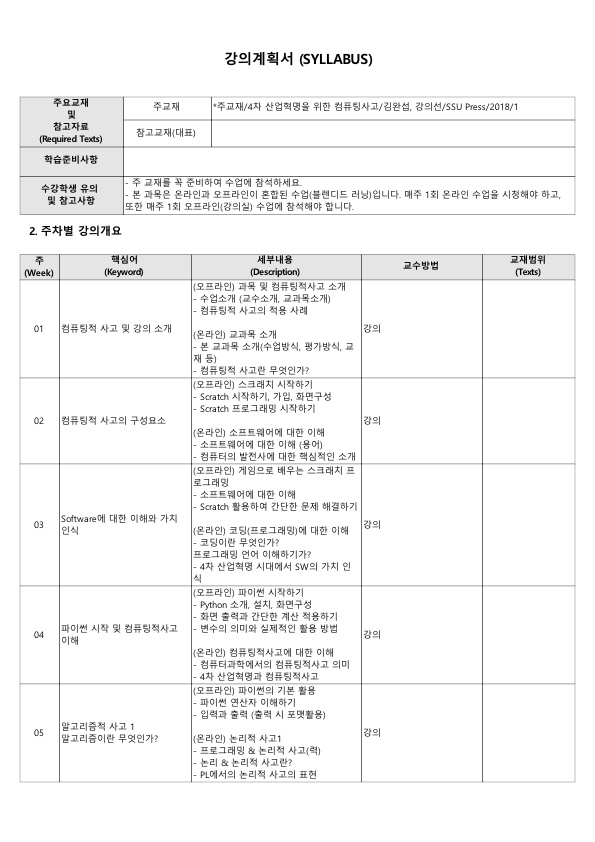 강의계획서 (SYLLABUS)
주요교재
및
참고자료
(Required Texts)
주교재
*주교재/4차 산업혁명을 위한 컴퓨팅사고/김완섭, 강의선/SSU Press/2018/1
참고교재(대표)
학습준비사항
수강학생 유의
및 참고사항
- 주 교재를 꼭 준비하여 수업에 참석하세요.
- 본 과목은 온라인과 오프라인이 혼합된 수업(블렌디드 러닝)입니다. 매주 1회 온라인 수업을 시청해야 하고,
또한 매주 1회 오프라인(강의실) 수업에 참석해야 합니다.
2. 주차별 강의개요
주
(Week)
핵심어
(Keyword)
세부내용
(Description)
교수방법
교재범위
(Texts)
01
컴퓨팅적 사고 및 강의 소개
(오프라인) 과목 및 컴퓨팅적사고 소개
- 수업소개 (교수소개, 교과목소개)
- 컴퓨팅적 사고의 적용 사례
(온라인) 교과목 소개
- 본 교과목 소개(수업방식, 평가방식, 교
재 등)
- 컴퓨팅적 사고란 무엇인가?
강의
02
컴퓨팅적 사고의 구성요소
(오프라인) 스크래치 시작하기
- Scratch 시작하기, 가입, 화면구성
- Scratch 프로그래밍 시작하기
(온라인) 소프트웨어에 대한 이해
- 소프트웨어에 대한 이해 (용어)
- 컴퓨터의 발전사에 대한 핵심적인 소개
강의
03
Software에 대한 이해와 가치
인식
(오프라인) 게임으로 배우는 스크래치 프
로그래밍
- 소프트웨어에 대한 이해
- Scratch 활용하여 간단한 문제 해결하기
(온라인) 코딩(프로그래밍)에 대한 이해
- 코딩이란 무엇인가?
프로그래밍 언어 이해하기가?
- 4차 산업혁명 시대에서 SW의 가치 인
식
강의
04
파이썬 시작 및 컴퓨팅적사고
이해
(오프라인) 파이썬 시작하기
- Python 소개, 설치, 화면구성
- 화면 출력과 간단한 계산 적용하기
- 변수의 의미와 실제적인 활용 방법
(온라인) 컴퓨팅적사고에 대한 이해
- 컴퓨터과학에서의 컴퓨팅적사고 의미
- 4차 산업혁명과 컴퓨팅적사고
강의
05
알고리즘적 사고 1
알고리즘이란 무엇인가?
(오프라인) 파이썬의 기본 활용
- 파이썬 연산자 이해하기
- 입력과 출력 (출력 시 포맷활용)
(온라인) 논리적 사고1
- 프로그래밍 & 논리적 사고(력)
- 논리 & 논리적 사고란?
- PL에서의 논리적 사고의 표현
강의